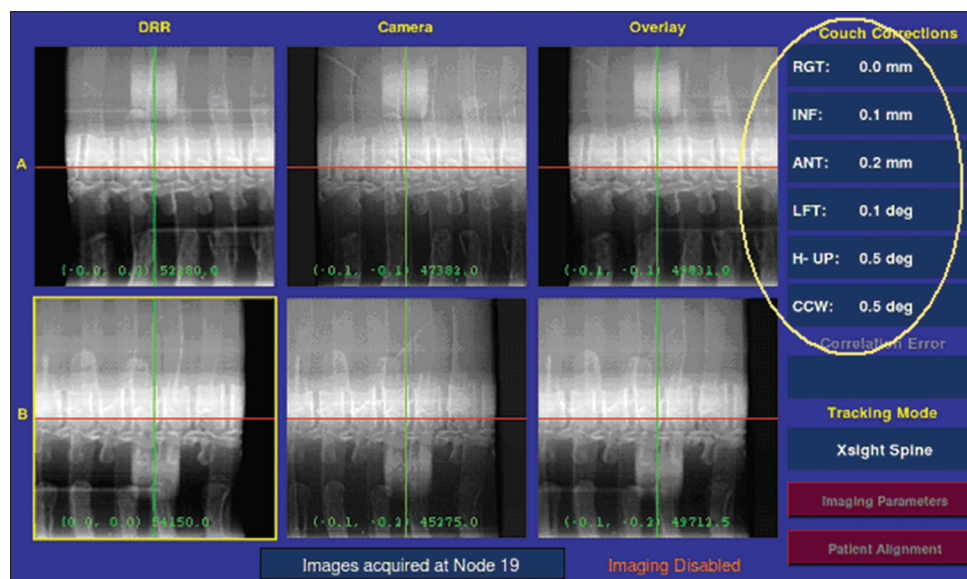 DRR Camera Overlay
Couch Corrections
RGT: 0.0 mm
INF: 0.1 mm
ANT: 0.2 mm
LFT: 0.1 deg
H- UP: 0.5 deg
CCW: 0.5 deg
A
(-0.0, 0.0) 52280.0
(-0.1, -0.1) 47382.0
(-0.1, -0.1) 49831.0
Correlation Error
B
(0.0, 0.0) 54150.0
(-0.1, -0.2) 45275.0
(-0.1, -0.2) 49712.5
Tracking Mode
Xsight Spine
Imaging Parameters
Patient Alignment
Images acquired at Node 19
Imaging Disabled